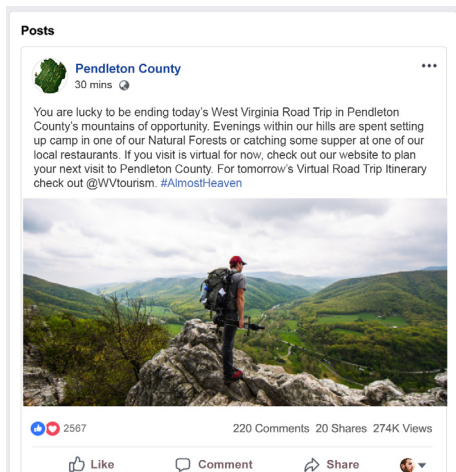 Posts
Pendleton County
30 mins
You are lucky to be ending today's West Virginia Road Trip in Pendleton
County's mountains of opportunity. Evenings within our hills are spent setting
up camp in one of our Natural Forests or catching some supper at one of our
local restaurants. If you visit is virtual for now, check out our website to plan
your next visit to Pendleton County. For tomorrow's Virtual Road Trip Itinerary
check out @WVtourism. #AlmostHeaven
2567
220 Comments 20 Shares 274K Views
Like Comment Share